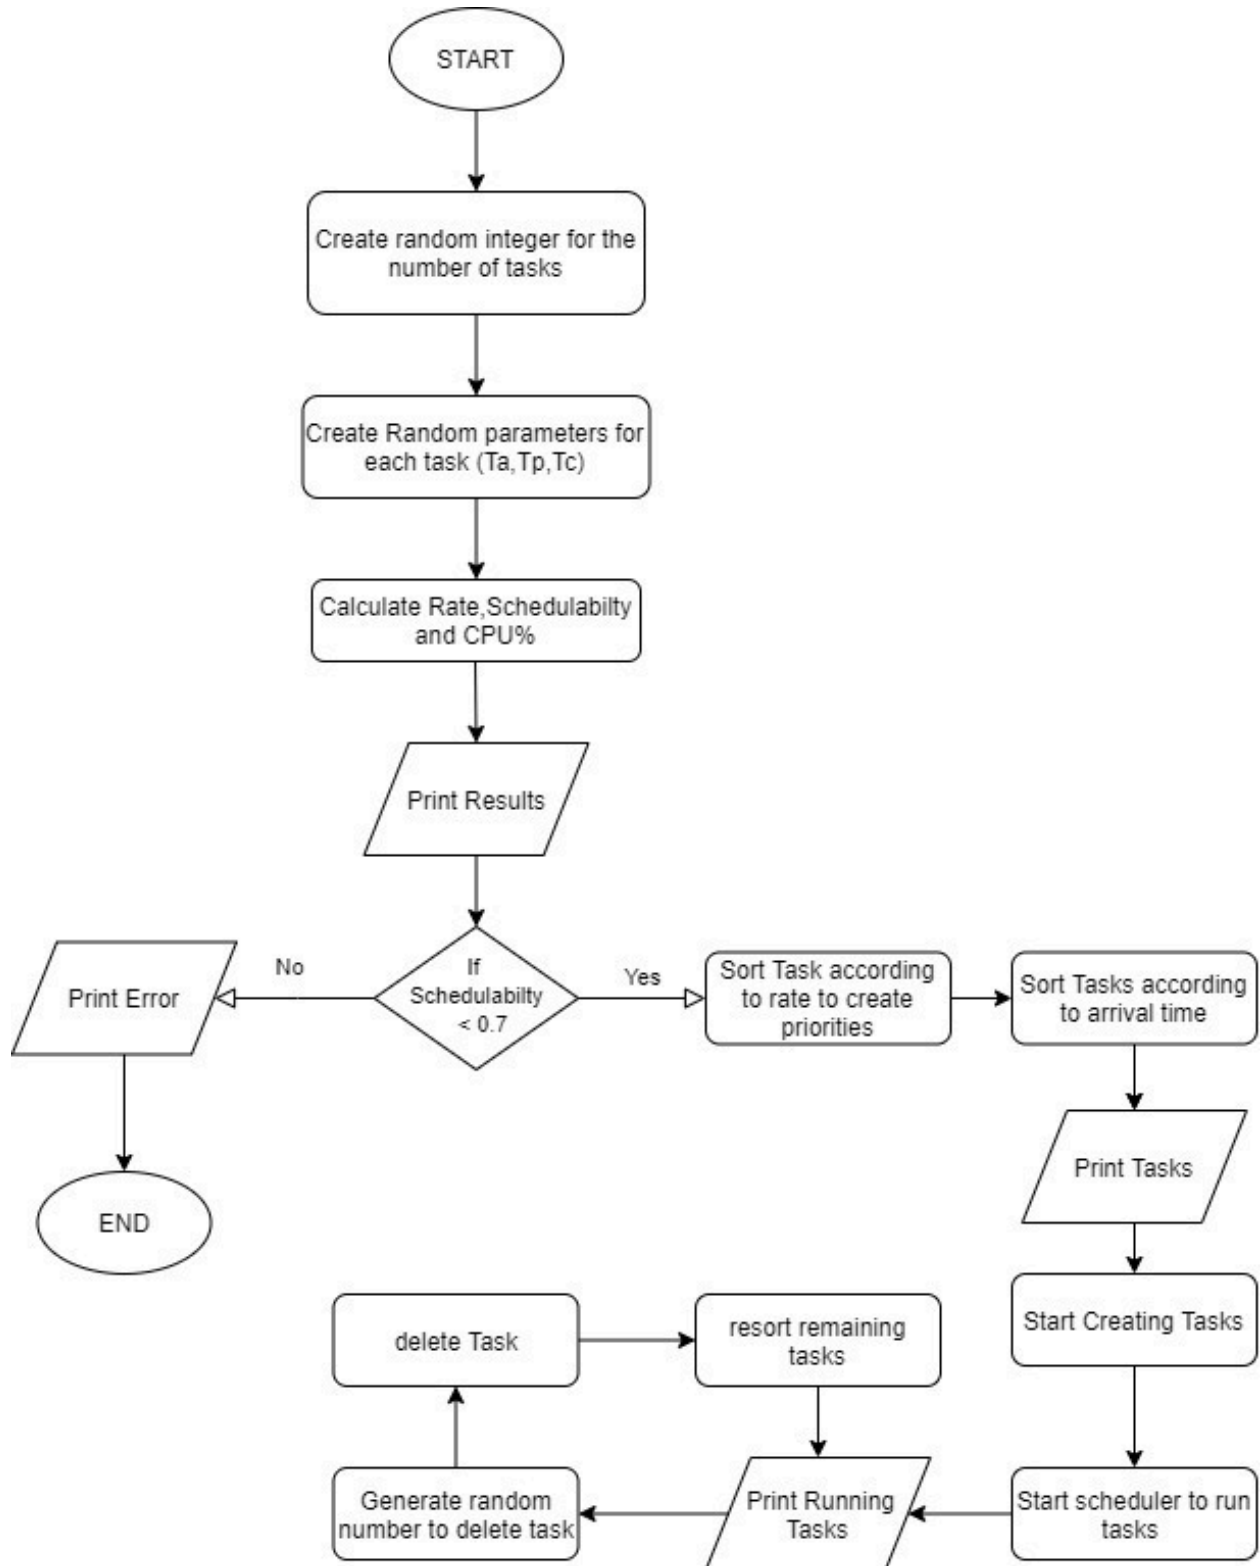 START
Create random integer for the
number of tasks
Create Random parameters for
each task (Ta,Tp,Tc)
Calculate Rate,Schedulabilty
and CPU%
Print Results
If
Schedulabilty
< 0.7
No
Print Error
END
Yes
Sort Task according
to rate to create
priorities
Sort Tasks according
to arrival time
Print Tasks
Start Creating Tasks
Start scheduler to run
tasks
Print Running
Tasks
Generate random
number to delete task
delete Task
resort remaining
tasks